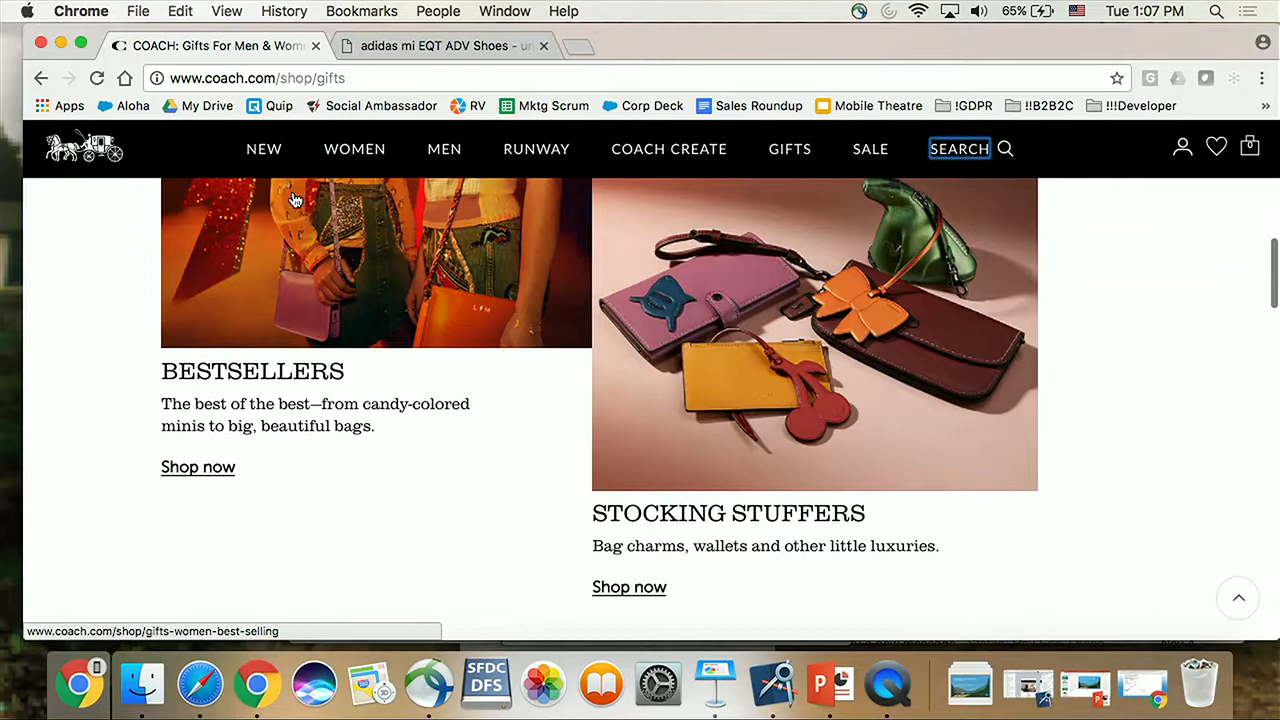 Chrome File Edit View History Bookmarks People Window Help 65% Tue 1:07 PM
COACH: Gifts For Men & Wom adidas mi EQT ADV Shoes - ur
www.coach.com/shop/gifts
Apps Aloha My Drive Quip Social Ambassador RV Mktg Scrum Corp Deck Sales Roundup Mobile Theatre !GDPR !!B2B2C !!!Developer »
NEW WOMEN MEN RUNWAY COACH CREATE GIFTS SALE SEARCH 0
BESTSELLERS
The best of the best—from candy-colored
minis to big, beautiful bags.
Shop now
STOCKING STUFFERS
Bag charms, wallets and other little luxuries.
Shop now
www.coach.com/shop/gifts-women-best-selling
SFDC
DFS